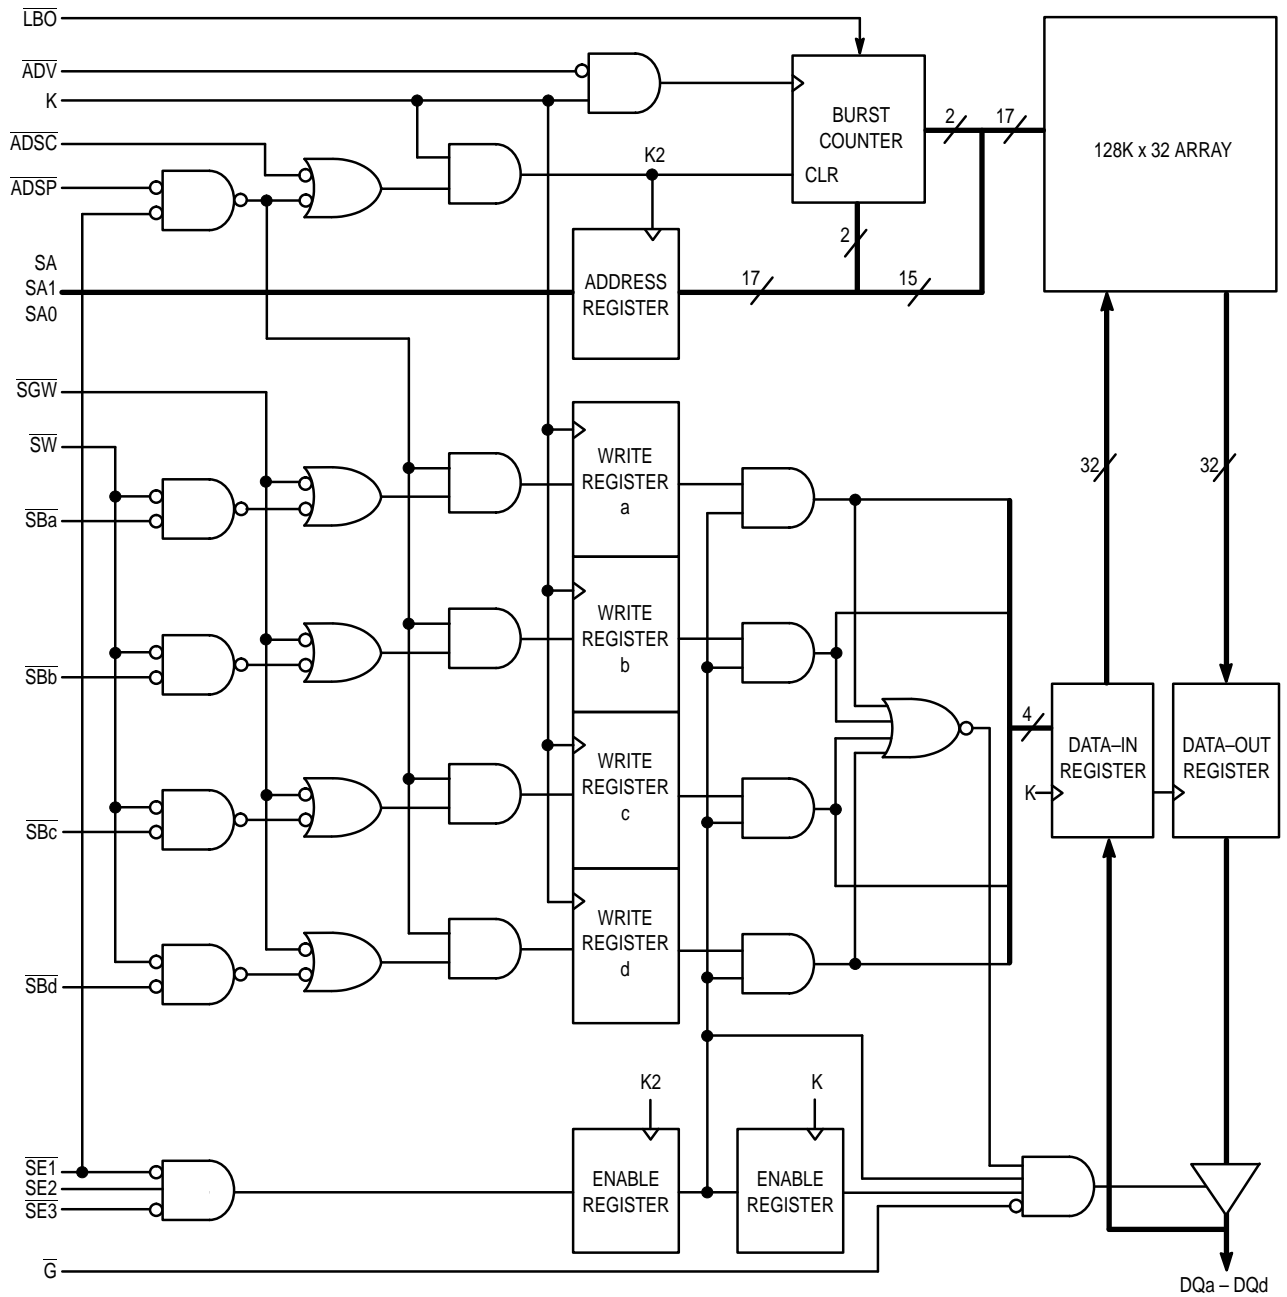 LBO
ADV
K
ADSC
ADSP
K2
BURST
COUNTER
CLR
2
17
128K x 32 ARRAY
2
SA
SA1
SA0
ADDRESS
REGISTER
17
15
SGW
SW
SBa
SBb
SBc
SBd
WRITE
REGISTER
a
WRITE
REGISTER
b
WRITE
REGISTER
c
WRITE
REGISTER
d
32
32
4
K
DATA–IN
REGISTER
DATA–OUT
REGISTER
K2
K
SE1
SE2
SE3
ENABLE
REGISTER
ENABLE
REGISTER
G
DQa – DQd